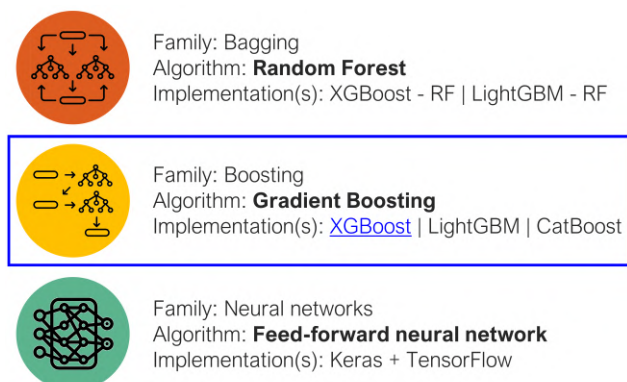 Family: Bagging
Algorithm: Random Forest
Implementation(s): XGBoost - RF | LightGBM - RF
Family: Boosting
Algorithm: Gradient Boosting
Implementation(s): XGBoost | LightGBM | CatBoost
Family: Neural networks
Algorithm: Feed-forward neural network
Implementation(s): Keras + TensorFlow